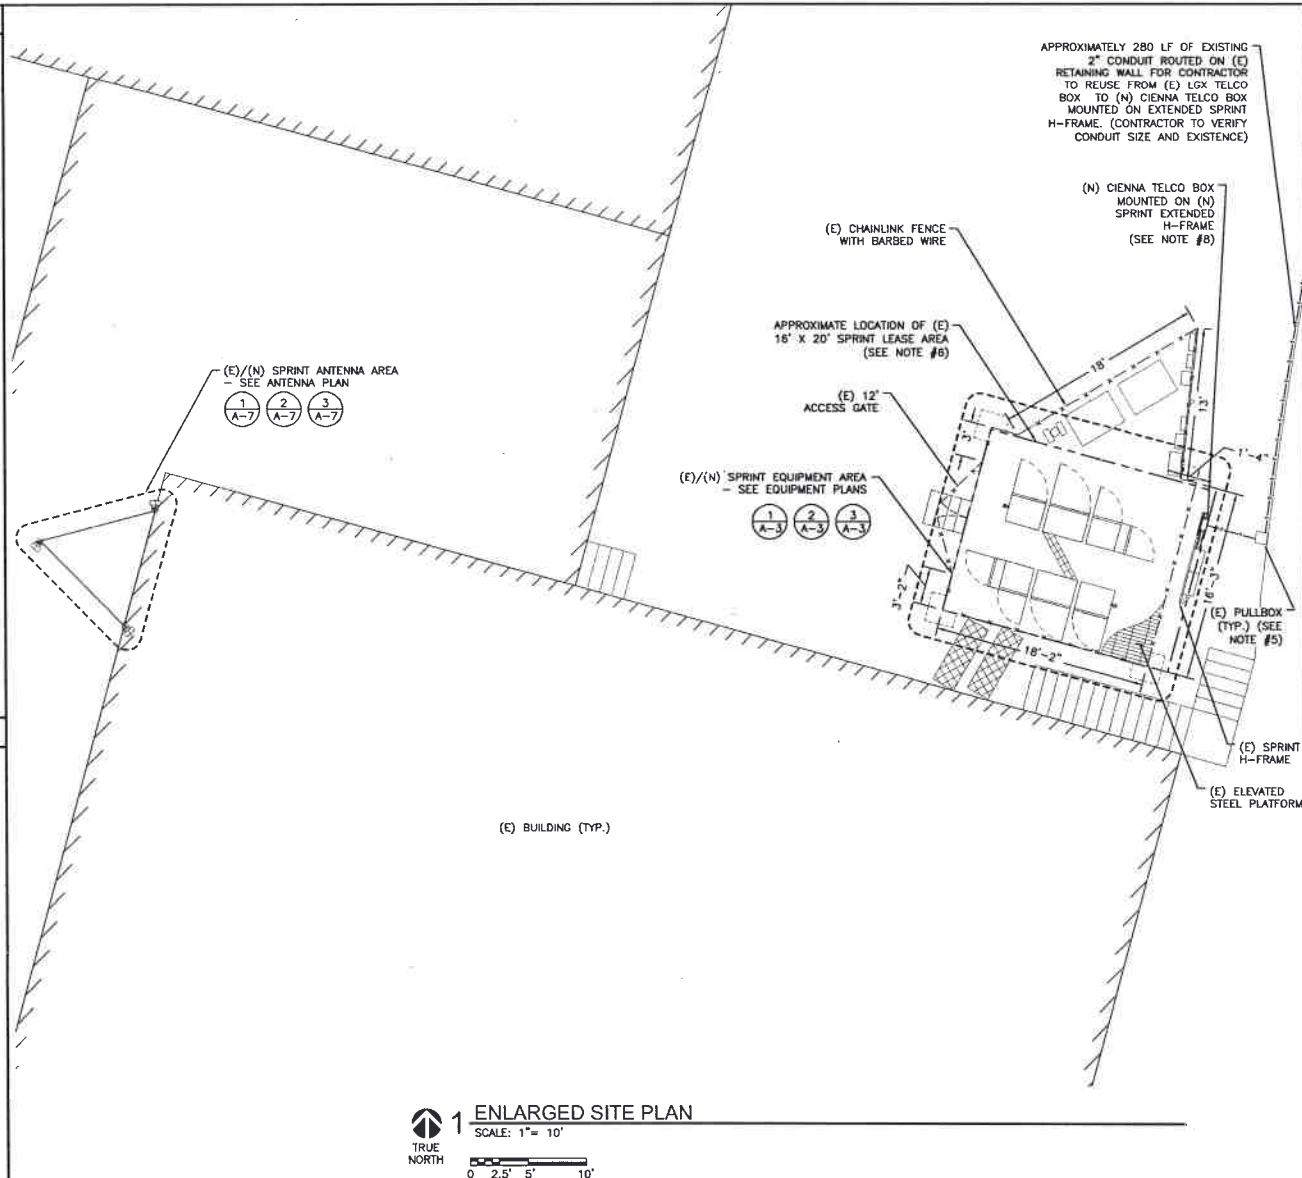 APPROXIMATELY 280 LF OF EXISTING
2" CONDUIT ROUTED ON (E)
RETAINING WALL FOR CONTRACTOR
TO REUSE FROM (E) LGX TELCO
BOX TO (N) CIENNA TELCO BOX
MOUNTED ON EXTENDED SPRINT
H-FRAME. (CONTRACTOR TO VERIFY
CONDUIT SIZE AND EXISTENCE)
(N) CIENNA TELCO BOX
MOUNTED ON (N)
SPRINT EXTENDED
H-FRAME
(SEE NOTE #8)
(E) CHAINLINK FENCE
WITH BARBED WIRE
APPROXIMATE LOCATION OF (E)
16' X 20' SPRINT LEASE AREA
(SEE NOTE #6)
(E) 12'
ACCESS GATE
(E)/(N) SPRINT EQUIPMENT AREA
- SEE EQUIPMENT PLANS
1 A-3
2 A-3
3 A-3
(E)/(N) SPRINT ANTENNA AREA
- SEE ANTENNA PLAN
1 A-7
2 A-7
3 A-7
18'
13'
1'-4"
3'
3'-2"
18'-2"
16'-3"
(E) PULLBOX
(TYP.) (SEE
NOTE #5)
(E) SPRINT
H-FRAME
(E) ELEVATED
STEEL PLATFORM
(E) BUILDING (TYP.)
1 ENLARGED SITE PLAN
SCALE: 1"= 10'
TRUE
NORTH
0 2.5' 5' 10'